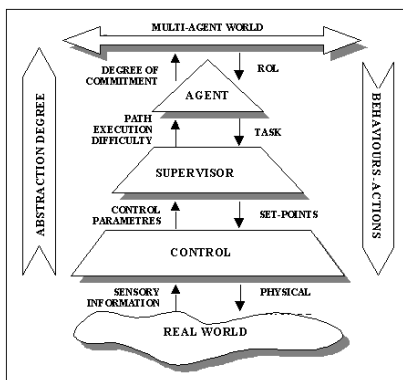 MULTI-AGENT WORLD
DEGREE OF
COMMITMENT
ROL
AGENT
PATH
EXECUTION
DIFFICULTY
TASK
SUPERVISOR
CONTROL
PARAMETRES
SET-POINTS
CONTROL
SENSORY
INFORMATION
PHYSICAL
REAL WORLD
ABSTRACTION DEGREE
BEHAVIOURS-ACTIONS